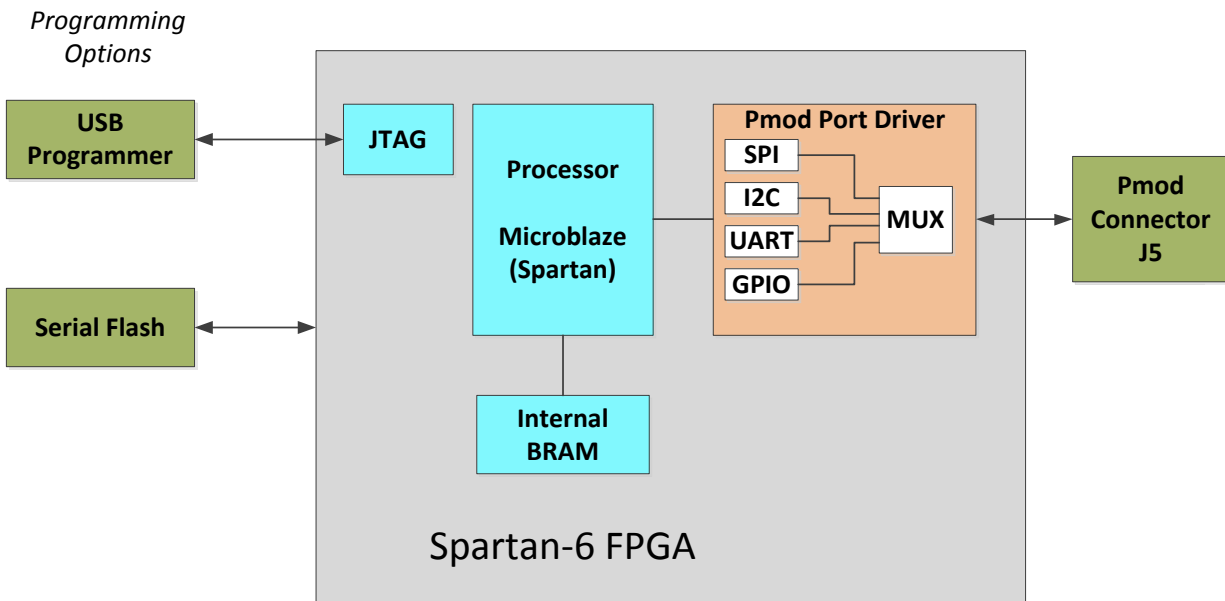 Programming
Options
USB
Programmer
Serial Flash
JTAG
Processor
Microblaze
(Spartan)
Internal
BRAM
Pmod Port Driver
SPI
I2C
UART
GPIO
MUX
Pmod
Connector
J5
Spartan-6 FPGA